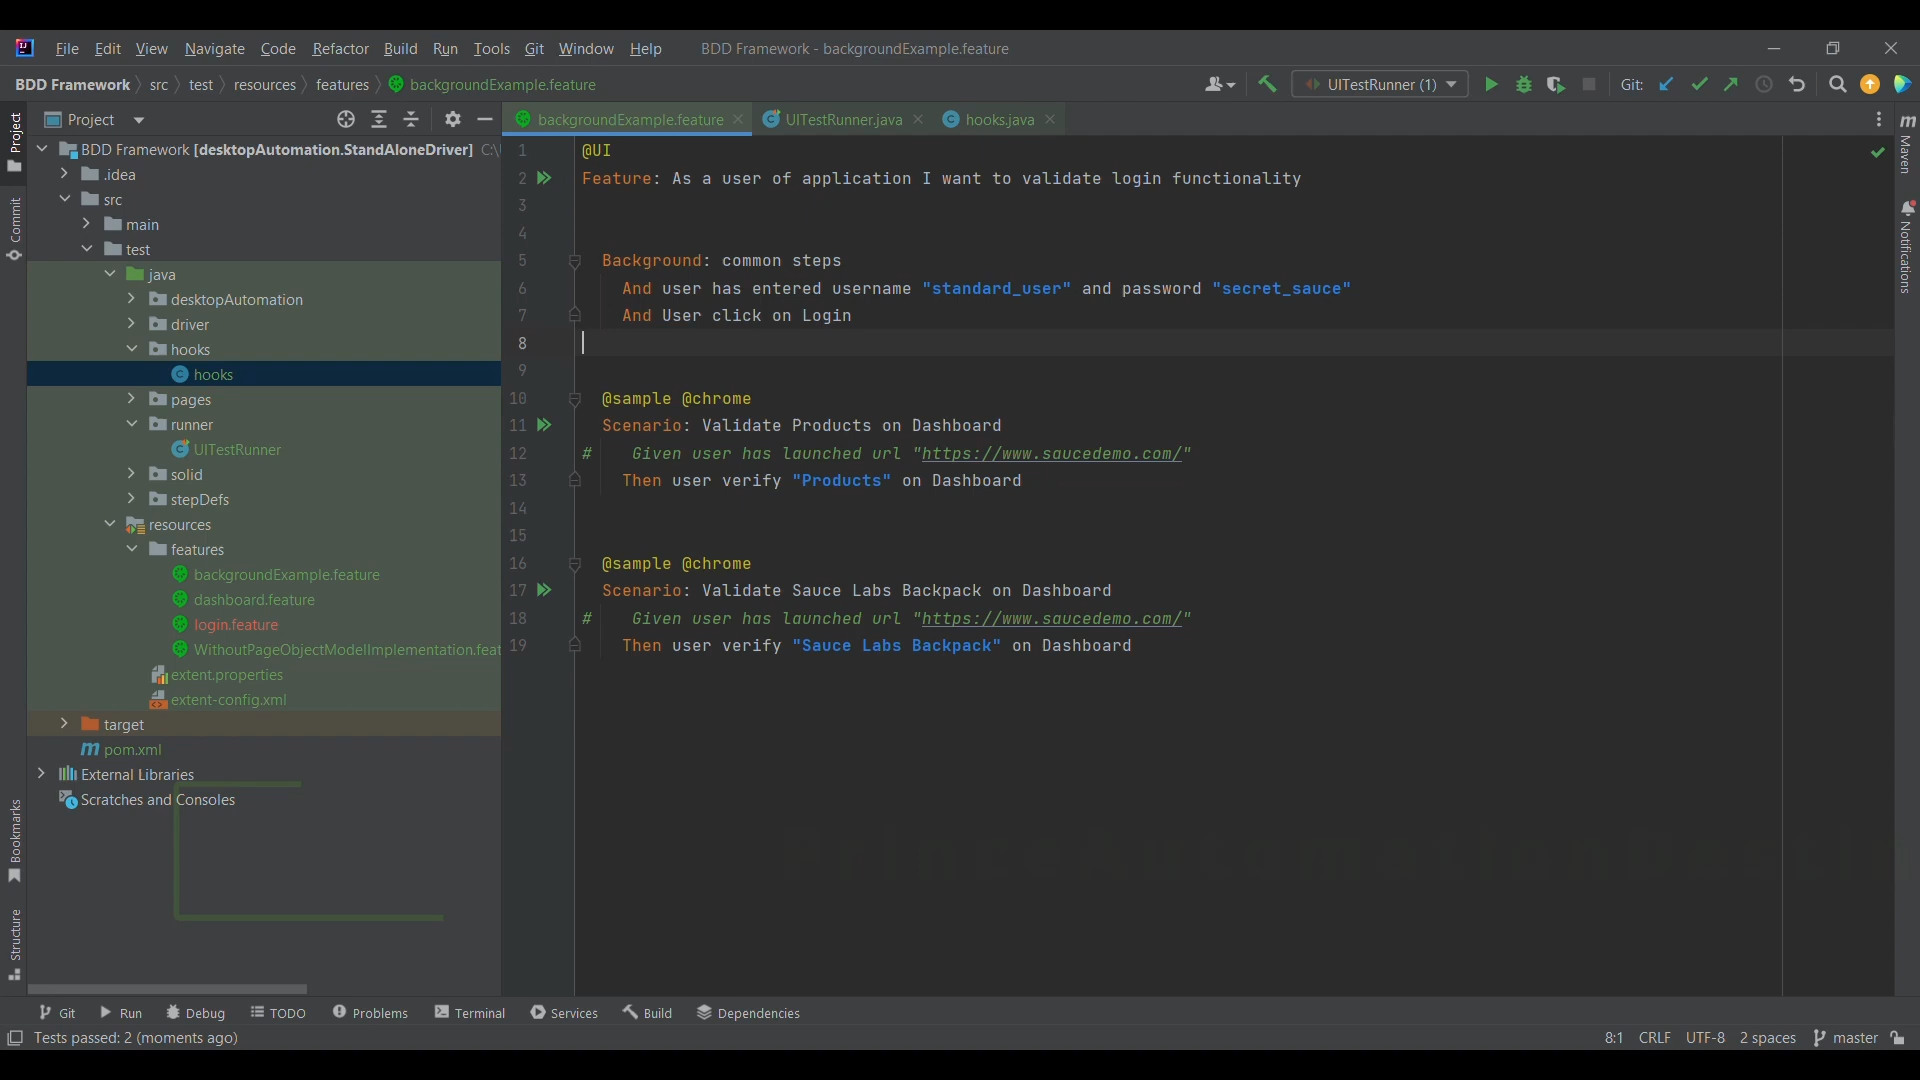 File Edit View Navigate Code Refactor Build Run Tools Git Window Help BDD Framework - backgroundExample.feature
BDD Framework src test resources features backgroundExample.feature UITestRunner (1) Git:
Project
backgroundExample.feature UITestRunner.java hooks.java
Project
Commit
Bookmarks
Structure
BDD Framework [desktopAutomation.StandAloneDriver] C:\
.idea
src
main
test
java
desktopAutomation
driver
hooks
hooks
pages
runner
UITestRunner
solid
stepDefs
resources
features
backgroundExample.feature
dashboard.feature
login.feature
WithoutPageObjectModelImplementation.feat
extent.properties
extent-config.xml
target
pom.xml
External Libraries
Scratches and Consoles
1 @UI
2 Feature: As a user of application I want to validate login functionality
3
4
5 Background: common steps
6 And user has entered username "standard_user" and password "secret_sauce"
7 And User click on Login
8
9
10 @sample @chrome
11 Scenario: Validate Products on Dashboard
12 # Given user has launched url "https://www.saucedemo.com/"
13 Then user verify "Products" on Dashboard
14
15
16 @sample @chrome
17 Scenario: Validate Sauce Labs Backpack on Dashboard
18 # Given user has launched url "https://www.saucedemo.com/"
19 Then user verify "Sauce Labs Backpack" on Dashboard
Maven
Notifications
Git Run Debug TODO Problems Terminal Services Build Dependencies
Tests passed: 2 (moments ago) 8:1 CRLF UTF-8 2 spaces master